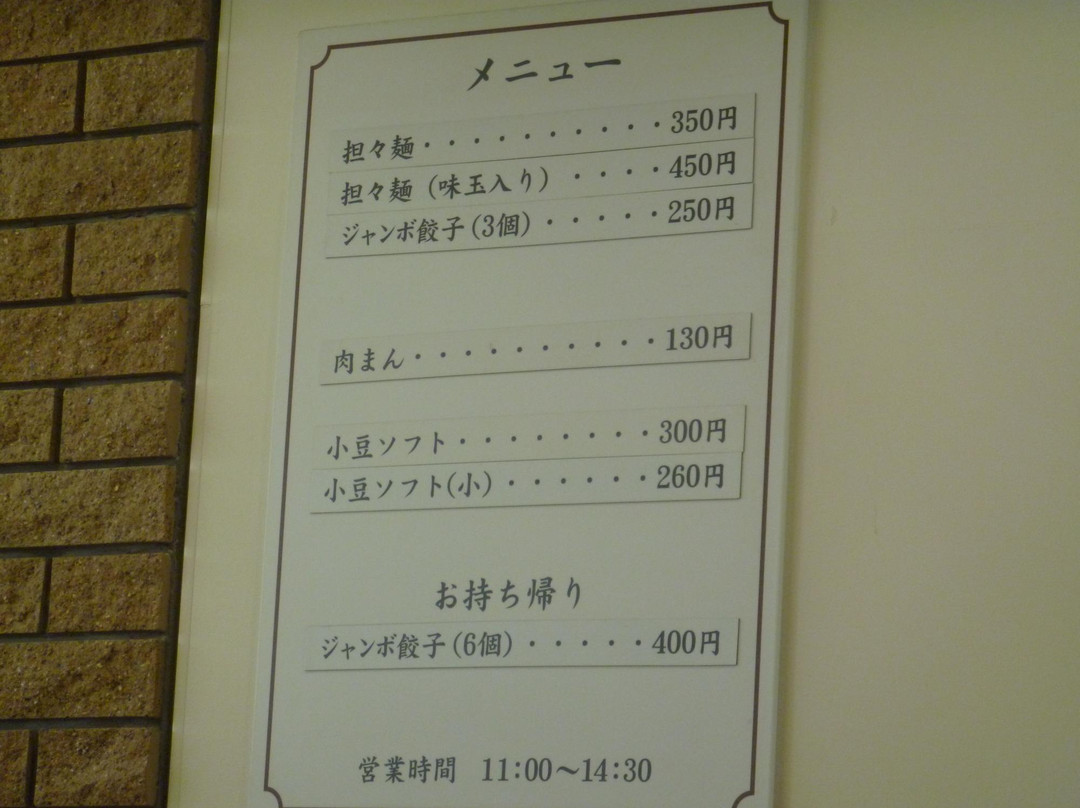 メニュー
担々麺・・・・・・・・・・350円
担々麺（味玉入り）・・・・450円
ジャンボ餃子(3個)・・・・・250円
肉まん・・・・・・・・・・130円
小豆ソフト・・・・・・・・300円
小豆ソフト(小)・・・・・・260円
お持ち帰り
ジャンボ餃子(6個)・・・・・400円
営業時間 11:00～14:30